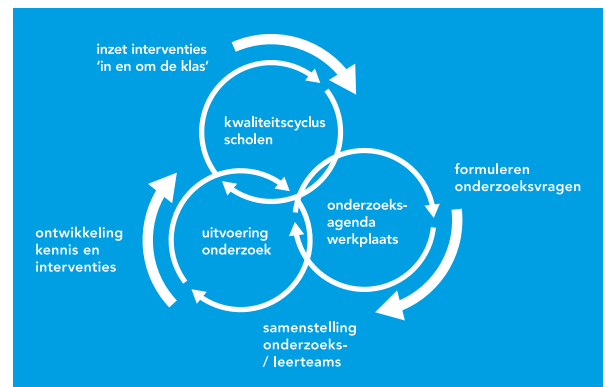 inzet interventies
'in en om de klas'
kwaliteitscyclus
scholen
formuleren
onderzoeksvragen
onderzoeks-
agenda
werkplaats
uitvoering
onderzoek
ontwikkeling
kennis en
interventies
samenstelling
onderzoeks-
/ leerteams